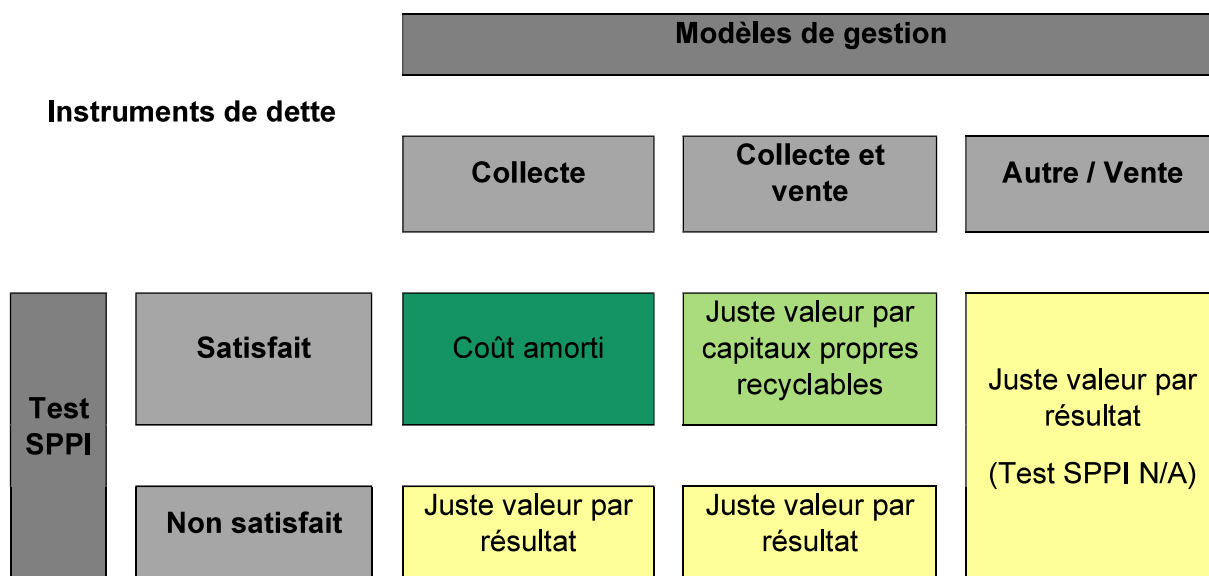 Modèles de gestion
Instruments de dette
Collecte
Collecte et
vente
Autre / Vente
Test
SPPI
Satisfait
Coût amorti
Juste valeur par
capitaux propres
recyclables
Juste valeur par
résultat
(Test SPPI N/A)
Non satisfait
Juste valeur par
résultat
Juste valeur par
résultat